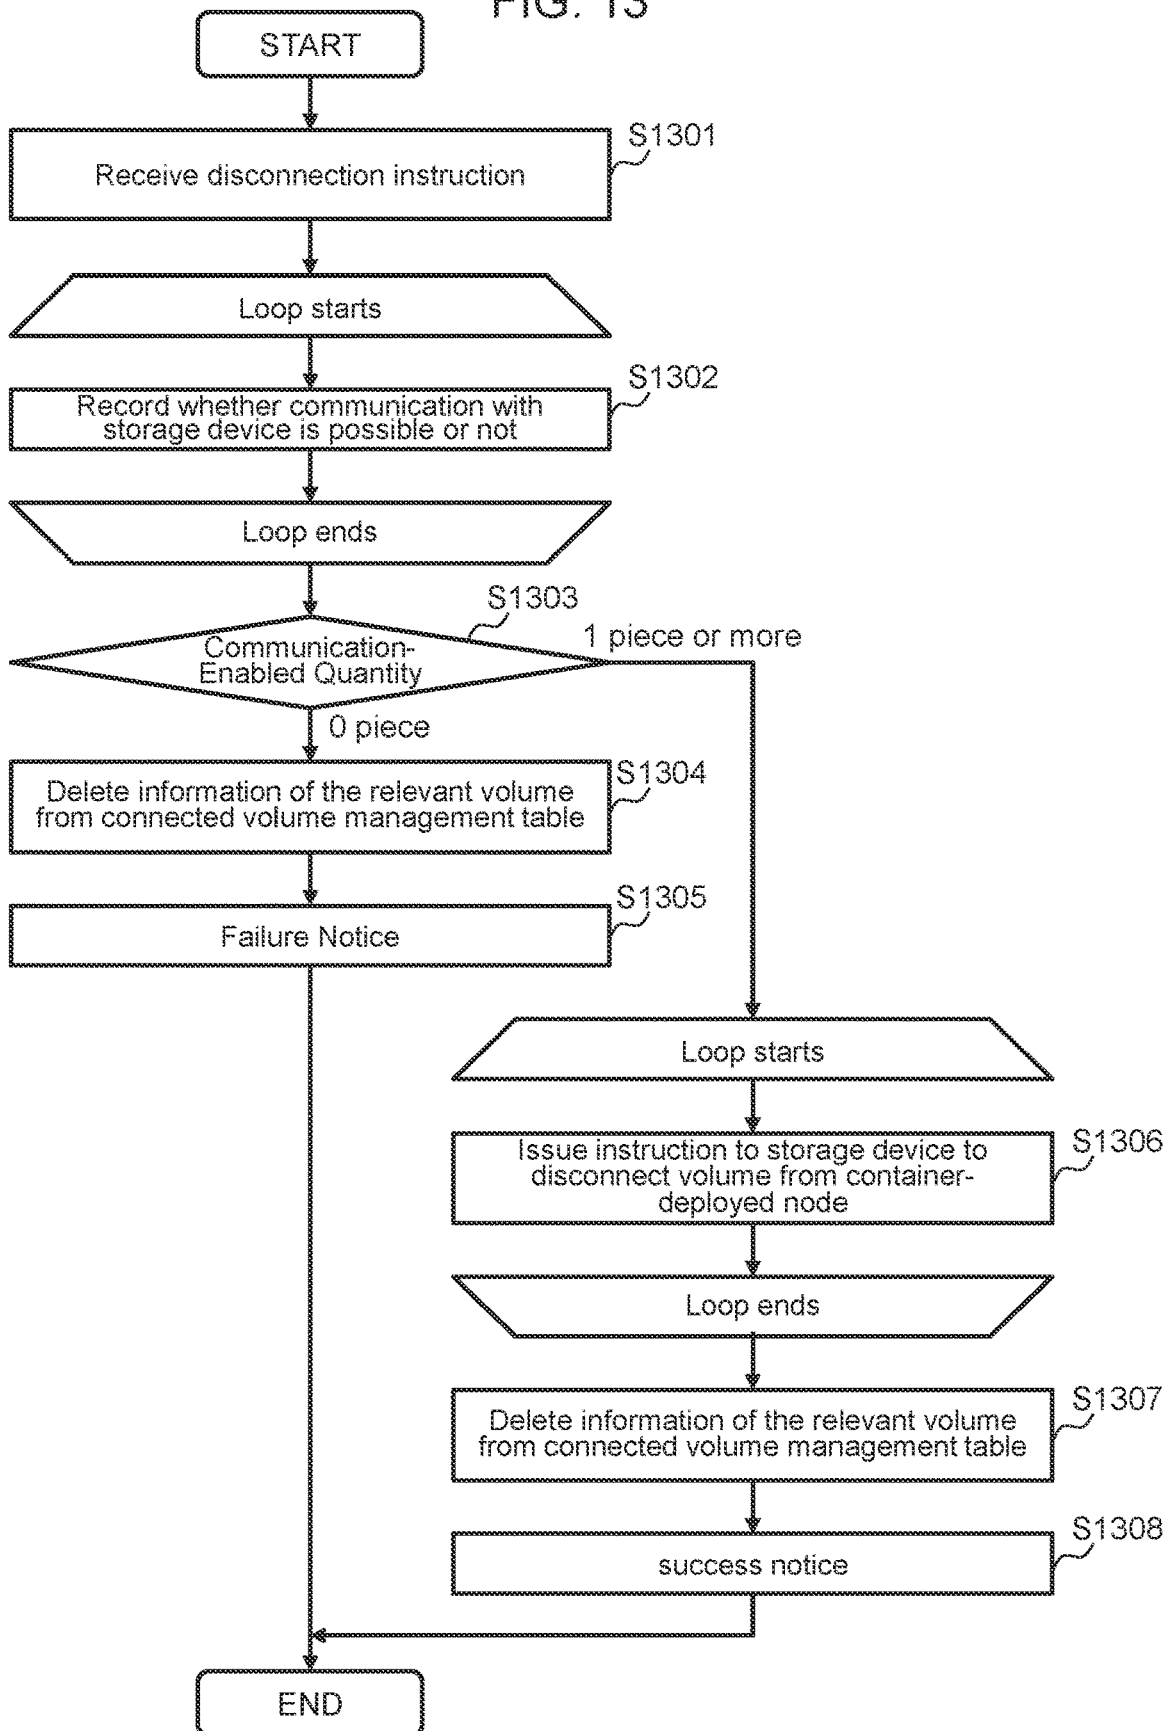 FIG. 13
START
S1301
Receive disconnection instruction
Loop starts
S1302
Record whether communication with
storage device is possible or not
Loop ends
S1303
1 piece or more
Communication-
Enabled Quantity
0 piece
S1304
Delete information of the relevant volume
from connected volume management table
S1305
Failure Notice
Loop starts
S1306
Issue instruction to storage device to
disconnect volume from container-
deployed node
Loop ends
S1307
Delete information of the relevant volume
from connected volume management table
S1308
success notice
END